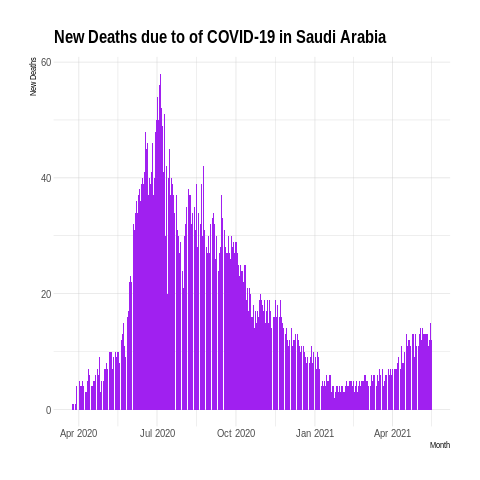 New Deaths due to of COVID-19 in Saudi Arabia
New Deaths
60
40
20
0
Apr 2020 Jul 2020 Oct 2020 Jan 2021 Apr 2021
Month